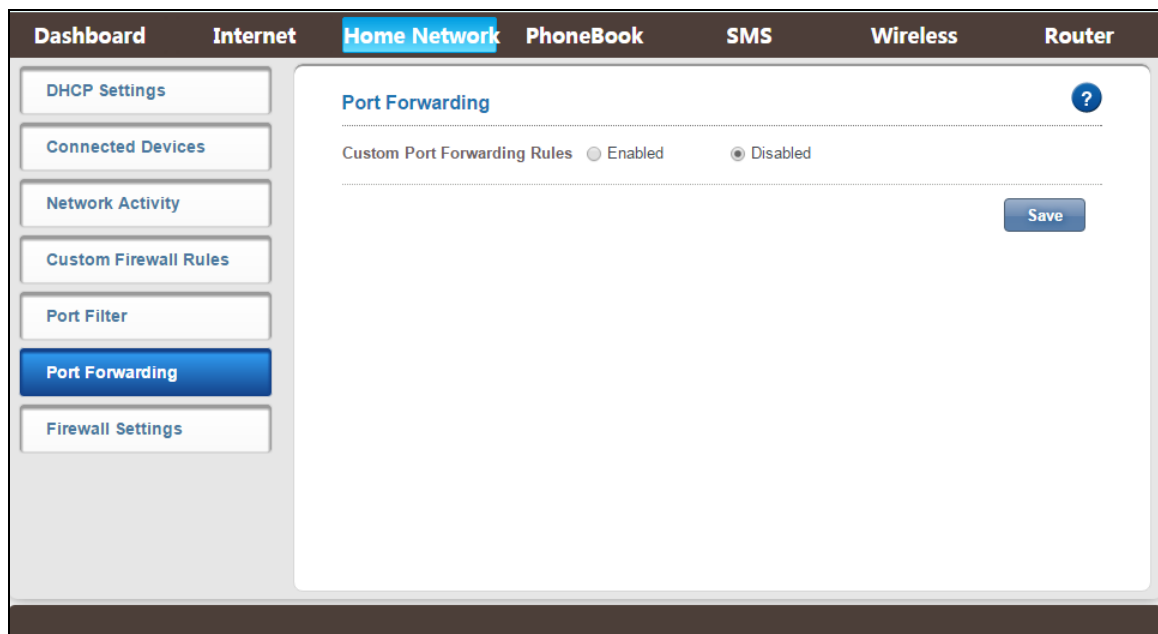 Dashboard Internet Home Network PhoneBook SMS Wireless Router
DHCP Settings
Connected Devices
Network Activity
Custom Firewall Rules
Port Filter
Port Forwarding
Firewall Settings
Port Forwarding ?
Custom Port Forwarding Rules Enabled Disabled
Save